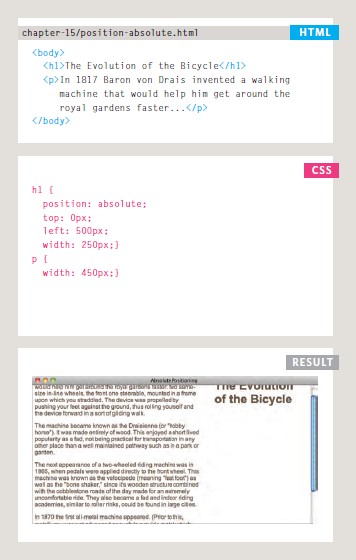 chapter-15/position-absolute.html
HTML
<body>
<h1>The Evolution of the Bicycle</h1>
<p>In 1817 Baron von Drais invented a walking
machine that would help him get around the
royal gardens faster...</p>
</body>
CSS
h1 {
position: absolute;
top: 0px;
left: 500px;
width: 250px;}
p {
width: 450px;}
RESULT
Absolute Positioning
would help him get around the royal gardens faster: two same-
size in-line wheels, the front one steerable, mounted in a frame
upon which you straddled. The device was propelled by
pushing your feet against the ground, thus rolling yourself and
the device forward in a sort of gliding walk.
The Evolution
of the Bicycle
The machine became known as the Draisienne (or "hobby
horse"). It was made entirely of wood. This enjoyed a short lived
popularity as a fad, not being practical for transportation in any
other place than a well maintained pathway such as in a park or
garden.
The next appearance of a two-wheeled riding machine was in
1865, when pedals were applied directly to the front wheel. This
machine was known as the velocipede (meaning "fast foot") as
well as the "bone shaker," since its wooden structure combined
with the cobblestone roads of the day made for an extremely
uncomfortable ride. They also became a fad and indoor riding
academies, similar to roller rinks, could be found in large cities.
In 1870 the first all-metal machine appeared. (Prior to this,